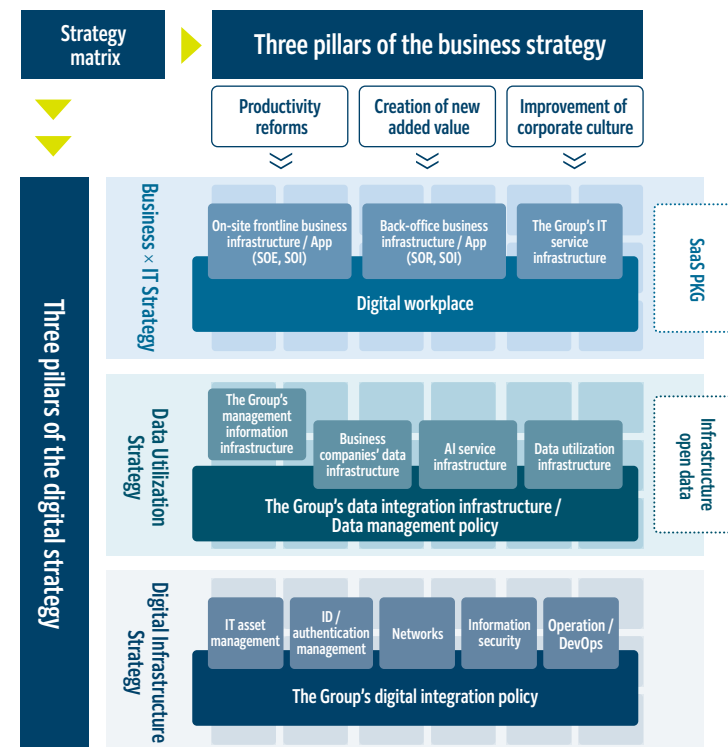 Strategy
matrix
Three pillars of the business strategy
Productivity
reforms
Creation of new
added value
Improvement of
corporate culture
Three pillars of the digital strategy
Business × IT Strategy
On-site frontline business
infrastructure / App
(SOE, SOI)
Back-office business
infrastructure / App
(SOR, SOI)
The Group's IT
service
infrastructure
Digital workplace
SaaS PKG
Data Utilization
Strategy
The Group's
management
information
infrastructure
Business
companies' data
infrastructure
AI service
infrastructure
Data utilization
infrastructure
The Group's data integration infrastructure /
Data management policy
Infrastructure
open data
Digital Infrastructure
Strategy
IT asset
management
ID /
authentication
management
Networks
Information
security
Operation /
DevOps
The Group's digital integration policy